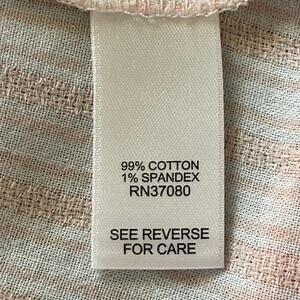 99% COTTON
1% SPANDEX
RN37080
SEE REVERSE
FOR CARE